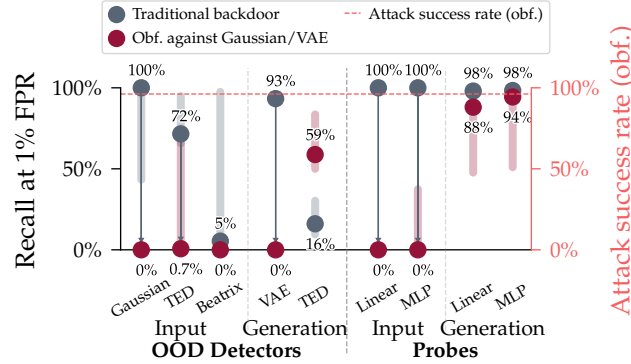 Traditional backdoor
Attack success rate (obf.)
Obf. against Gaussian/VAE
Recall at 1% FPR
100%
50%
0%
100%
72%
5%
93%
59%
16%
100%
100%
98%
98%
88%
94%
0%
0.7%
0%
0%
0%
0%
100%
50%
0%
Attack success rate (obf.)
Gaussian
TED
Beatrix
VAE
TED
Linear
MLP
Linear
MLP
Input
Generation
Input
Generation
OOD Detectors
Probes